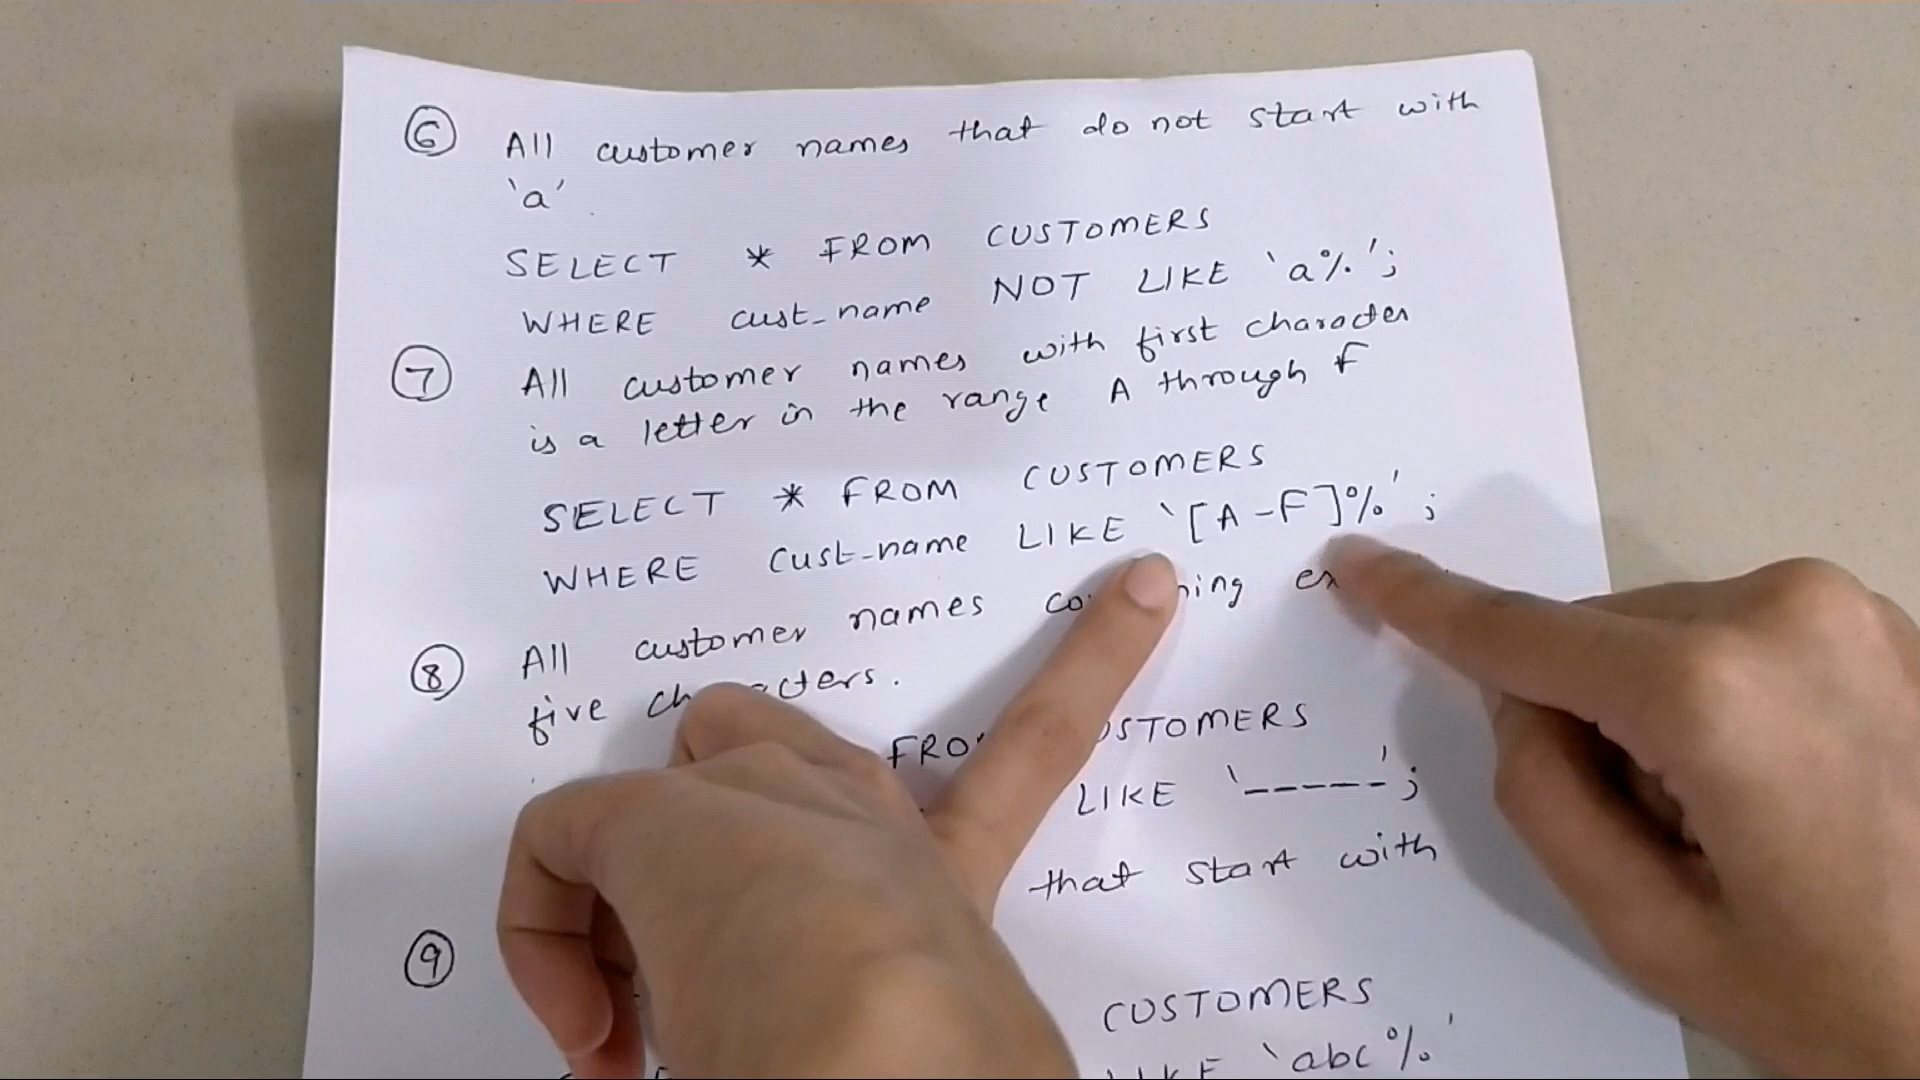 6 All customer names that do not start with
'a'.
SELECT * FROM CUSTOMERS
WHERE cust_name NOT LIKE 'a%';
7 All customer names with first character
is a letter in the range A through F
SELECT * FROM CUSTOMERS
WHERE cust_name LIKE '[A-F]%';
8 All customer names
five
FROM CUSTOMERS
LIKE '_____';
that start with
9
CUSTOMERS
LIKE 'abc%'